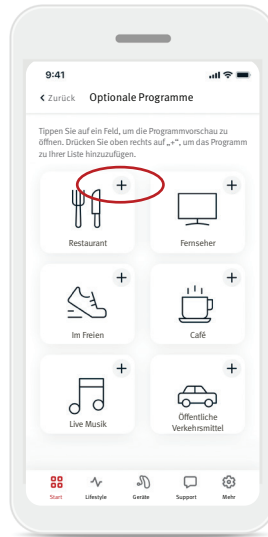 9:41
Zurück Optionale Programme
Tippen Sie auf ein Feld, um die Programmvorschau zu
öffnen. Drücken Sie oben rechts auf „+“, um das Programm
zu Ihrer Liste hinzuzufügen.
+ +
Restaurant Fernseher
+ +
Im Freien Café
+ +
Live Musik Öffentliche
Verkehrsmittel
Start Lifestyle Geräte Support Mehr